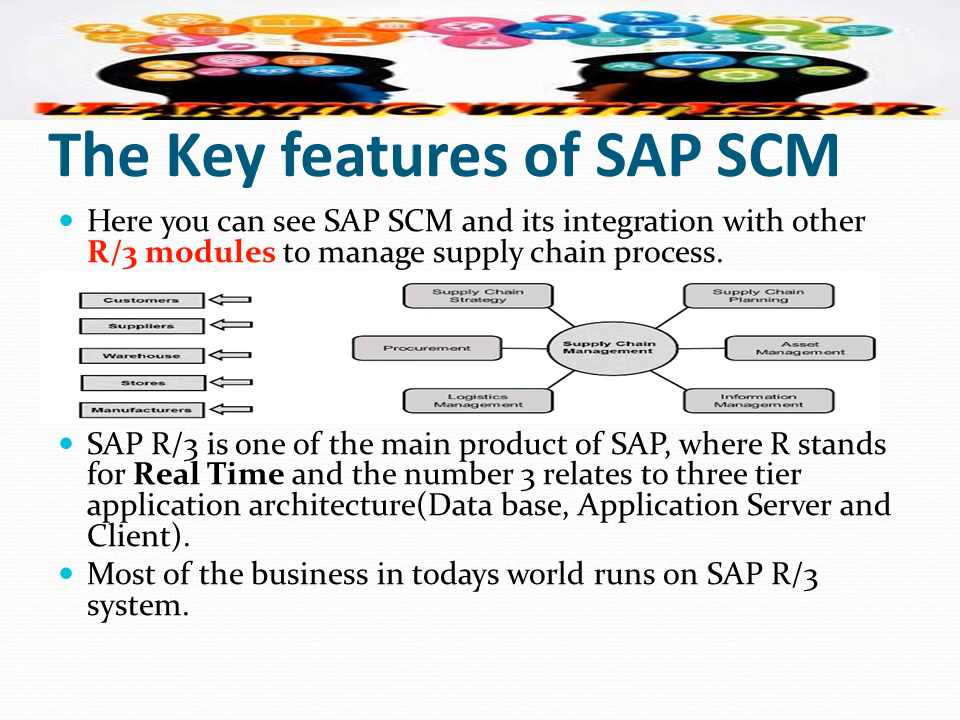 LEARNING WITH ISRAR
The Key features of SAP SCM
Here you can see SAP SCM and its integration with other
R/3 modules to manage supply chain process.
Customers
Suppliers
Warehouse
Stores
Manufacturers
Supply Chain
Strategy
Supply Chain
Planning
Procurement
Supply Chain
Management
Asset
Management
Logistics
Management
Information
Management
SAP R/3 is one of the main product of SAP, where R stands
for Real Time and the number 3 relates to three tier
application architecture(Data base, Application Server and
Client).
Most of the business in todays world runs on SAP R/3
system.